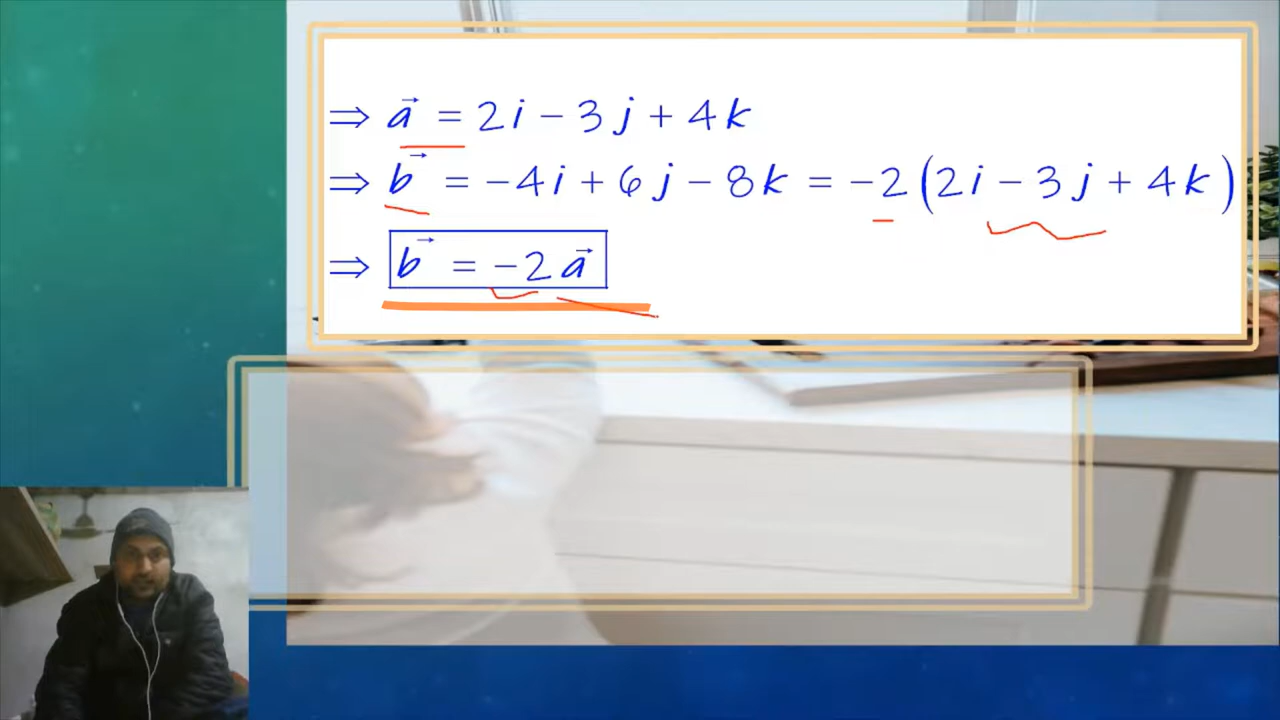 ⇒ a⃗ = 2i − 3j + 4k
⇒ b⃗ = −4i + 6j − 8k = −2(2i − 3j + 4k)
⇒ b⃗ = −2a⃗